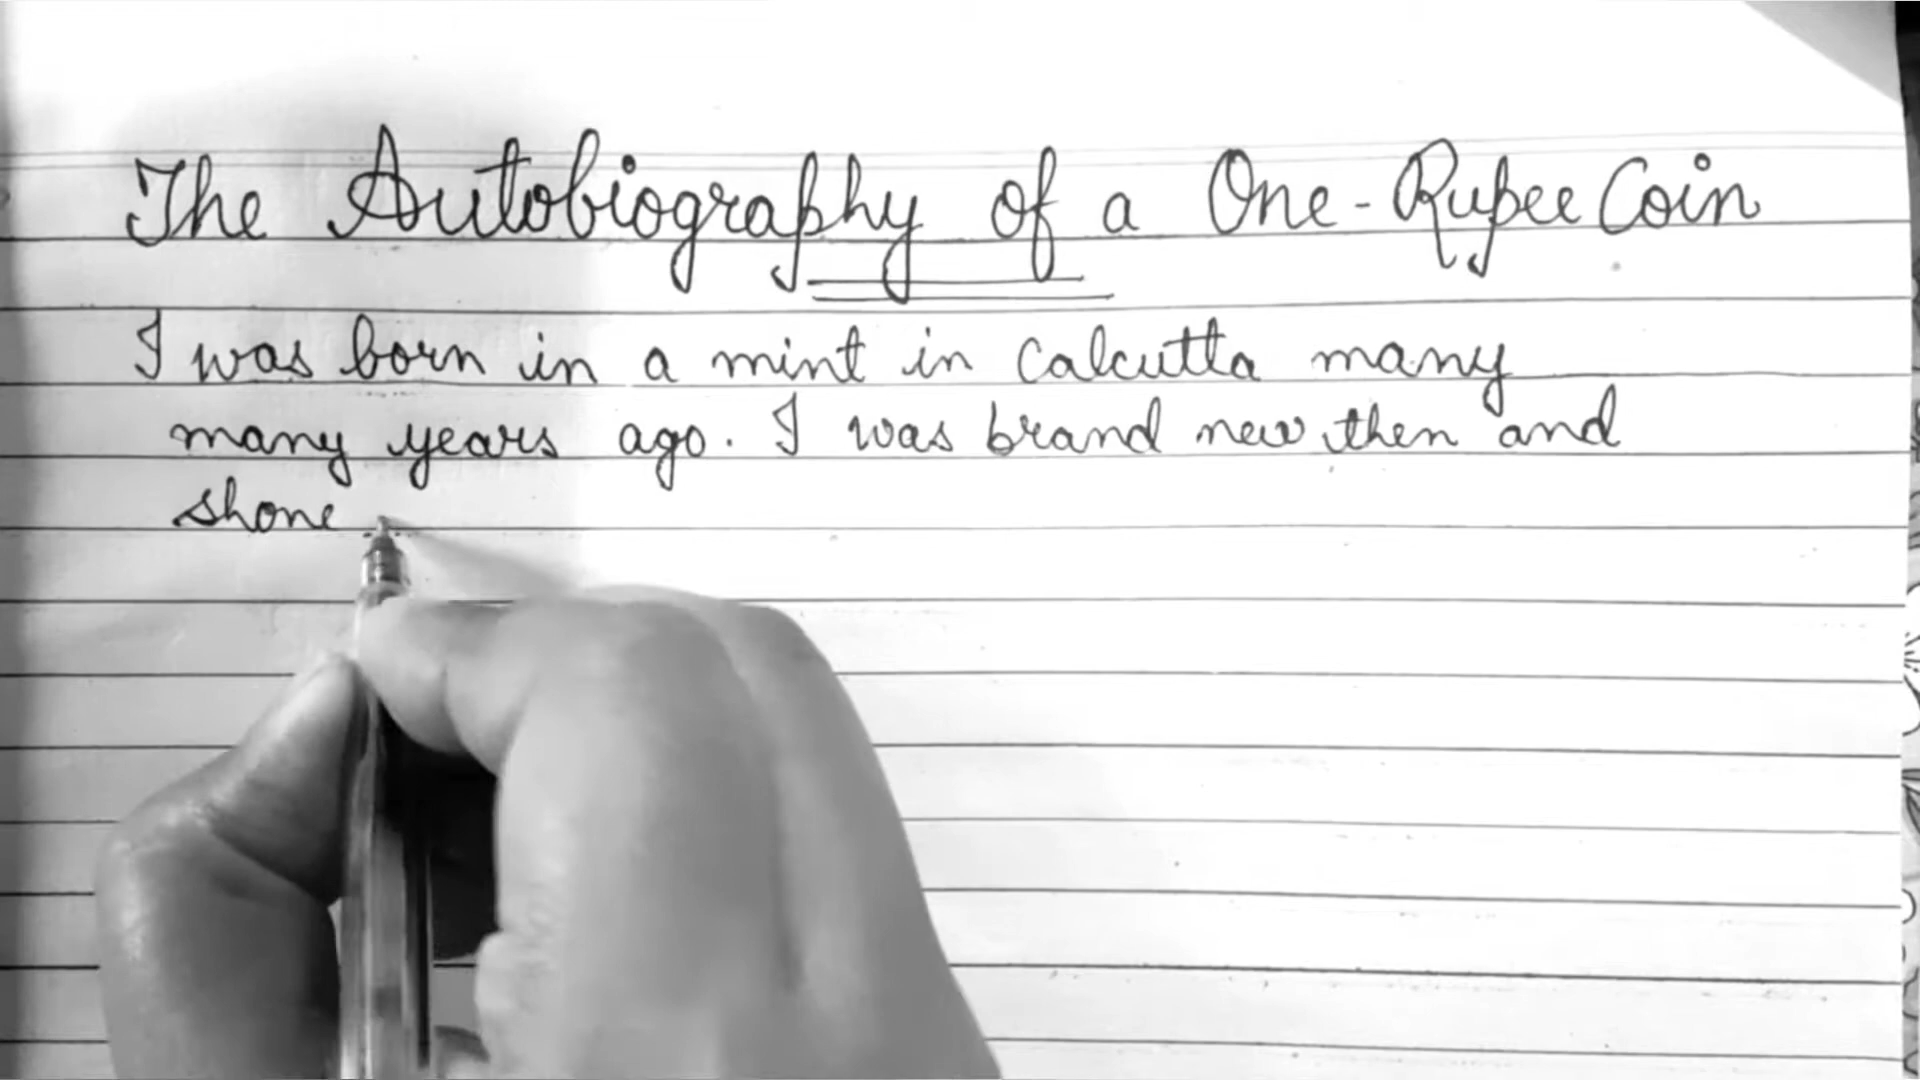 The Autobiography of a One-Rupee Coin
I was born in a mint in Calcutta many
many years ago. I was brand new then and
shone